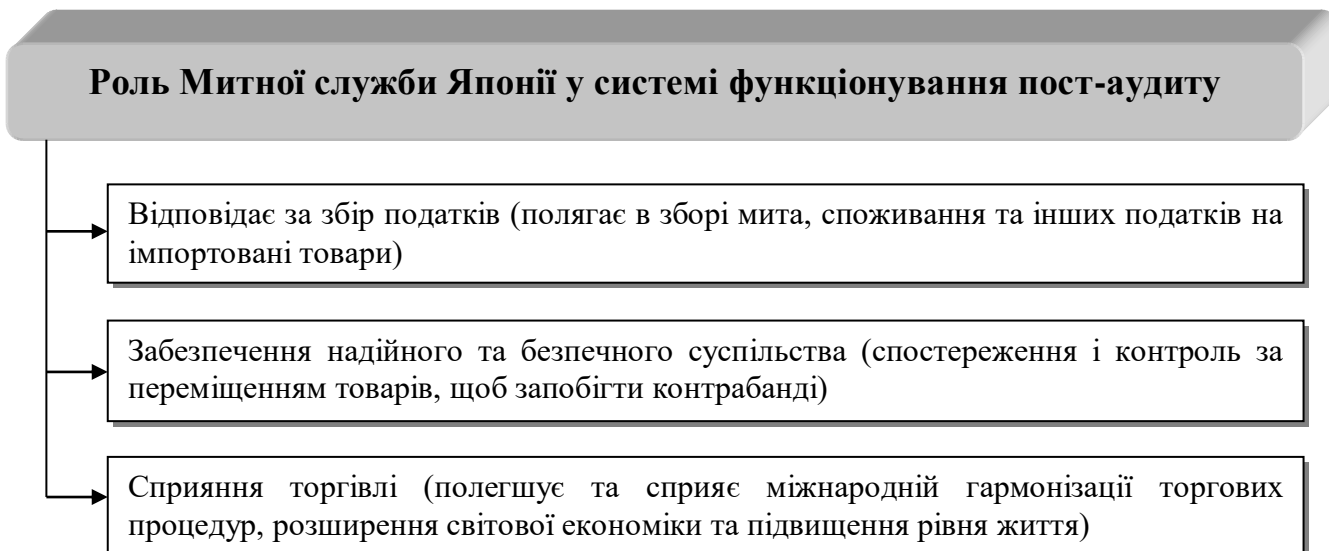 Роль Митної служби Японії у системі функціонування пост-аудиту
Відповідає за збір податків (полягає в зборі мита, споживання та інших податків на
імпортовані товари)
Забезпечення надійного та безпечного суспільства (спостереження і контроль за
переміщенням товарів, щоб запобігти контрабанді)
Сприяння торгівлі (полегшує та сприяє міжнародній гармонізації торгових
процедур, розширення світової економіки та підвищення рівня життя)